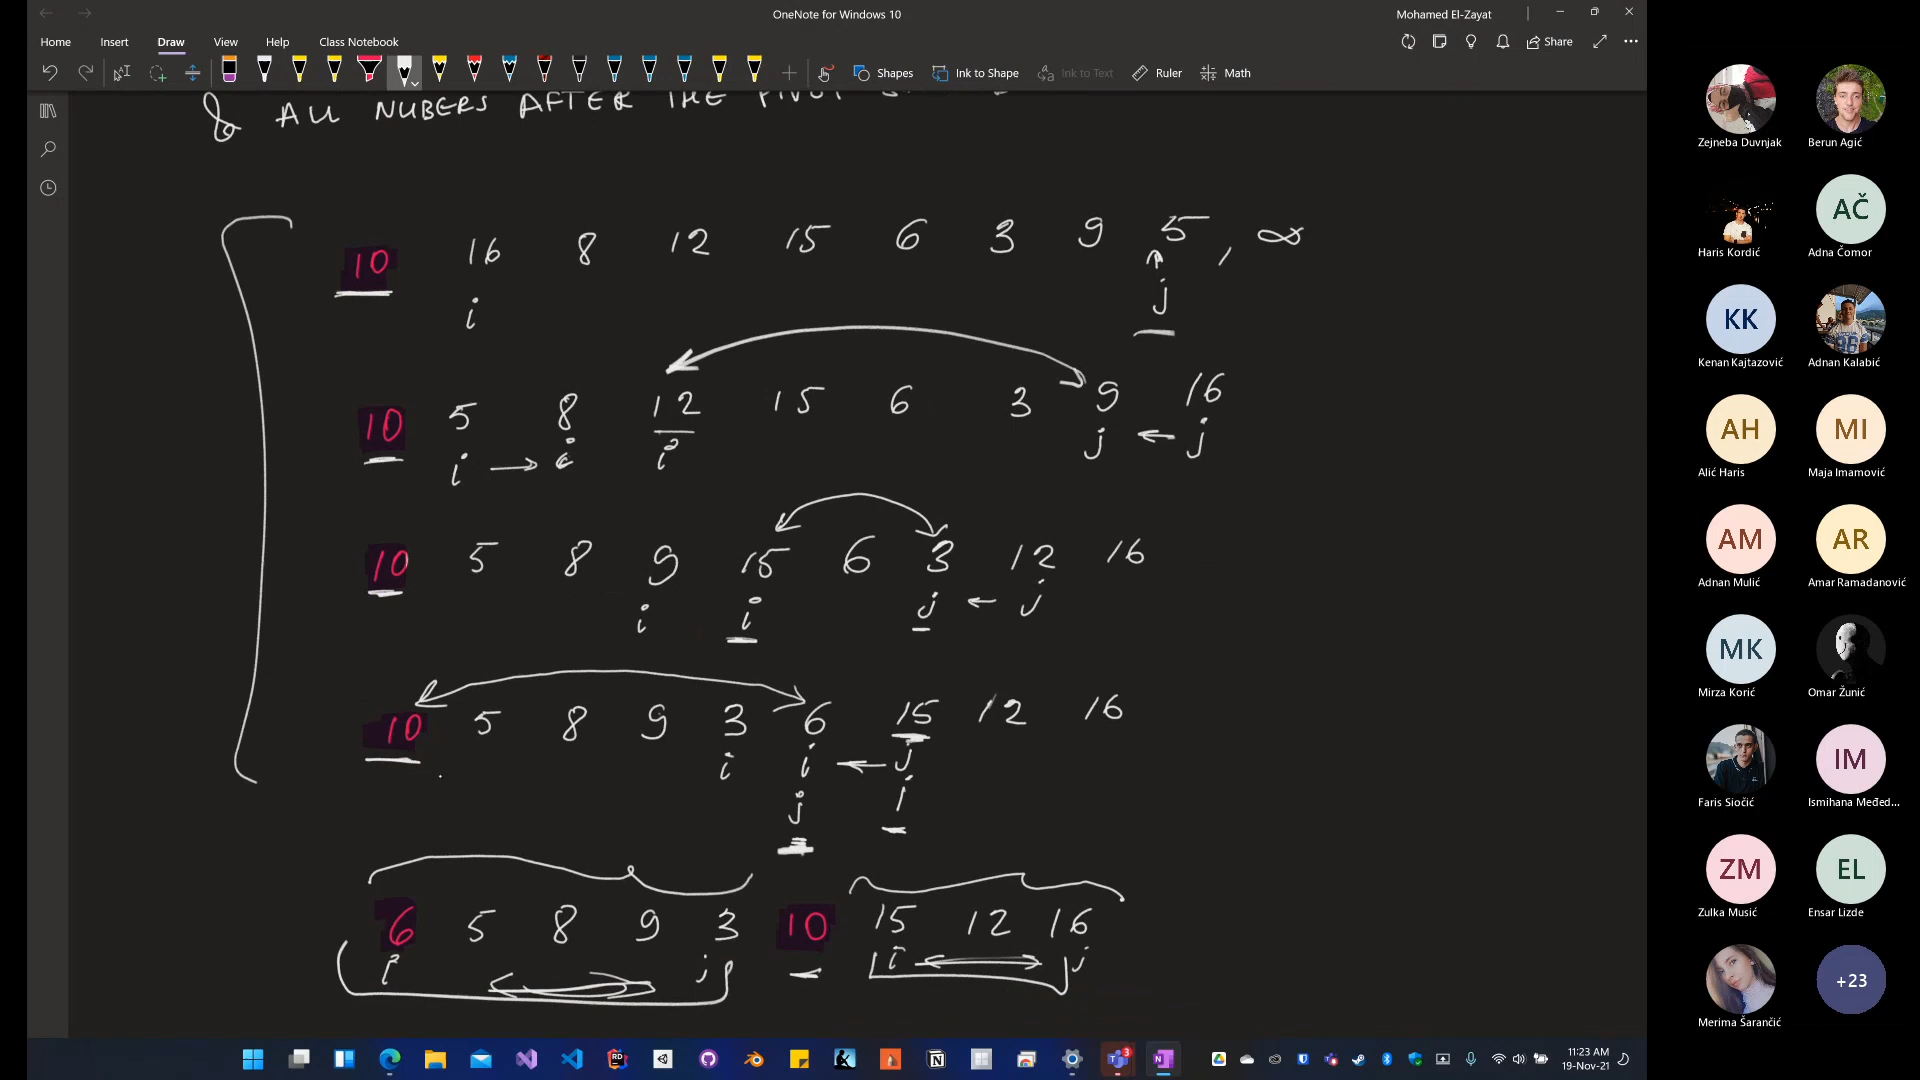 OneNote for Windows 10
Mohamed El-Zayat
Home Insert Draw View Help Class Notebook
Share
Shapes Ink to Shape Ink to Text Ruler Math
& ALL NUBERS AFTER THE PIVOT
10 16 8 12 15 6 3 9 5 , ∞
i j
10 5 8 12 15 6 3 9 16
i → i i j ← j
10 5 8 9 15 6 3 12 16
i i j ← j
10 5 8 9 3 6 15 12 16
i i ← j
j i
6 5 8 9 3 10 15 12 16
i j i j
Zejneba Duvnjak
Berun Agić
Haris Kordić
AČ
Adna Čomor
KK
Kenan Kajtazović
Adnan Kalabić
AH
Alić Haris
MI
Maja Imamović
AM
Adnan Mulić
AR
Amar Ramadanović
MK
Mirza Korić
Omar Žunić
Faris Siočić
IM
Ismihana Međed...
ZM
Zulka Musić
EL
Ensar Lizde
Merima Šarančić
+23
11:23 AM
19-Nov-21